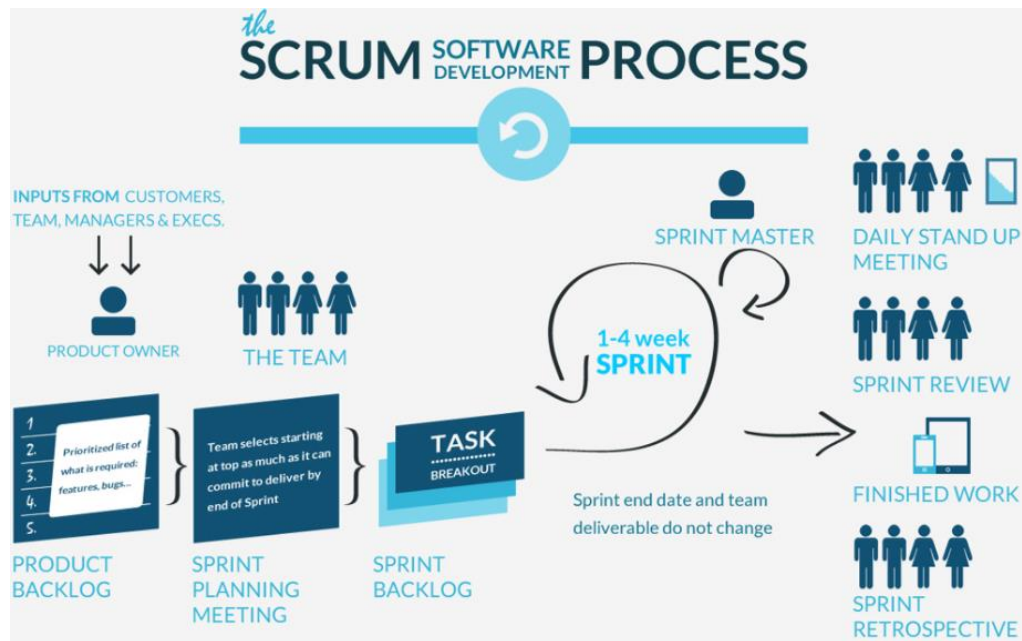 the
SCRUM SOFTWARE DEVELOPMENT PROCESS
INPUTS FROM CUSTOMERS,
TEAM, MANAGERS & EXECS.
PRODUCT OWNER
THE TEAM
1
2.
3.
4.
5.
Prioritized list of
what is required:
features, bugs...
PRODUCT
BACKLOG
Team selects starting
at top as much as it can
commit to deliver by
end of Sprint
SPRINT
PLANNING
MEETING
TASK
BREAKOUT
SPRINT
BACKLOG
1-4 week
SPRINT
Sprint end date and team
deliverable do not change
SPRINT MASTER
DAILY STAND UP
MEETING
SPRINT REVIEW
FINISHED WORK
SPRINT
RETROSPECTIVE